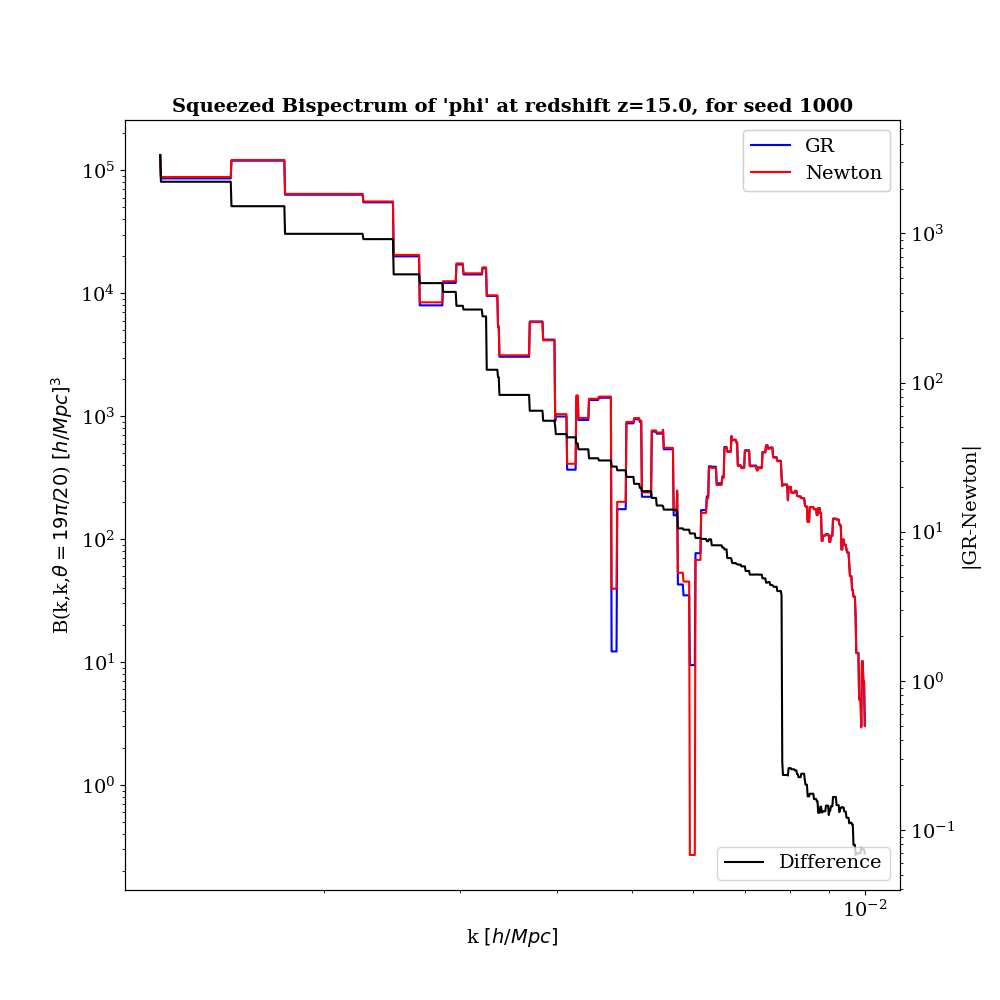 Squeezed Bispectrum of 'phi' at redshift z=15.0, for seed 1000
GR
Newton
10^5
10^4
10^3
10^2
10^1
10^0
B(k,k,θ = 19π/20) [h/Mpc]^3
10^3
10^2
10^1
10^0
10^−1
|GR-Newton|
Difference
10^−2
k [h/Mpc]